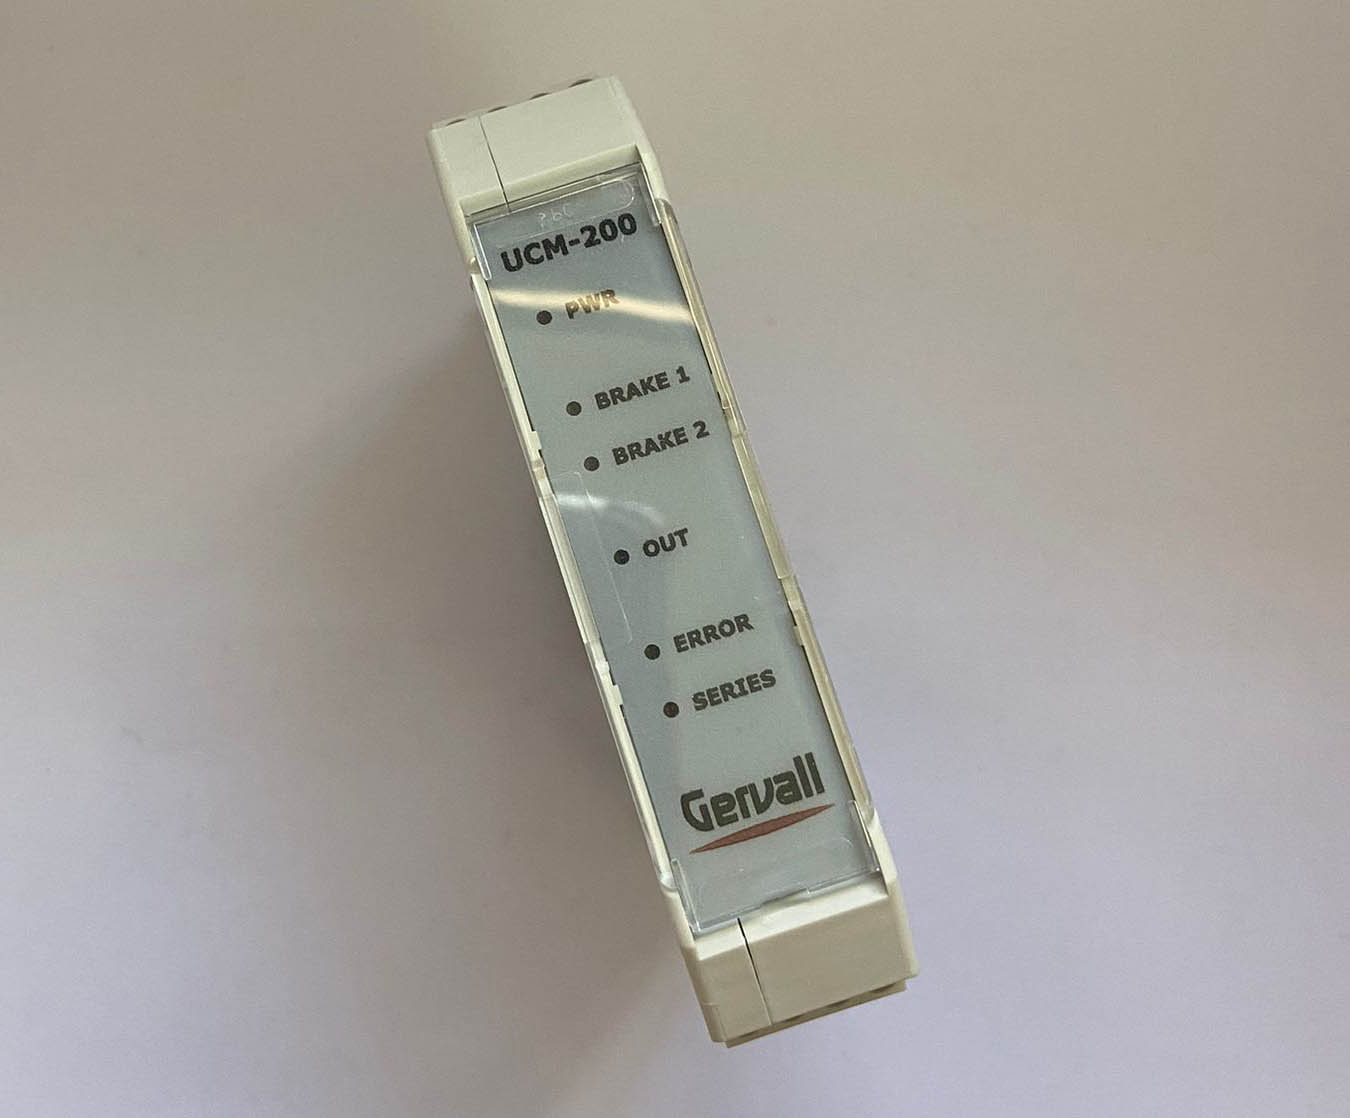 UCM-200
PWR
BRAKE 1
BRAKE 2
OUT
ERROR
SERIES
Gervall